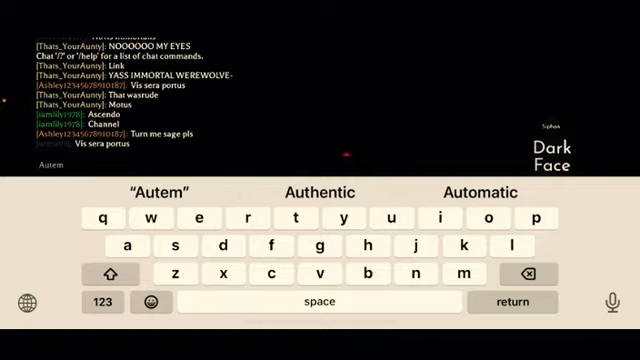 [Thats_YourAunty]: NOOOOOO MY EYES
Chat '/?' or '/help' for a list of chat commands.
[Thats_YourAunty]: Link
[Thats_YourAunty]: YASS IMMORTAL WEREWOLVE-
[Ashley12345678910187]: Vis sera portus
[Thats_YourAunty]: That wasrude
[Thats_YourAunty]: Motus
[iamlily1978]: Ascendo
[iamlily1978]: Channel
[Ashley12345678910187]: Turn me sage pls
Vis sera portus
Autem
Siphon
Dark
Face
“Autem” Authentic Automatic
q w e r t y u i o p
a s d f g h j k l
z x c v b n m
123 space return